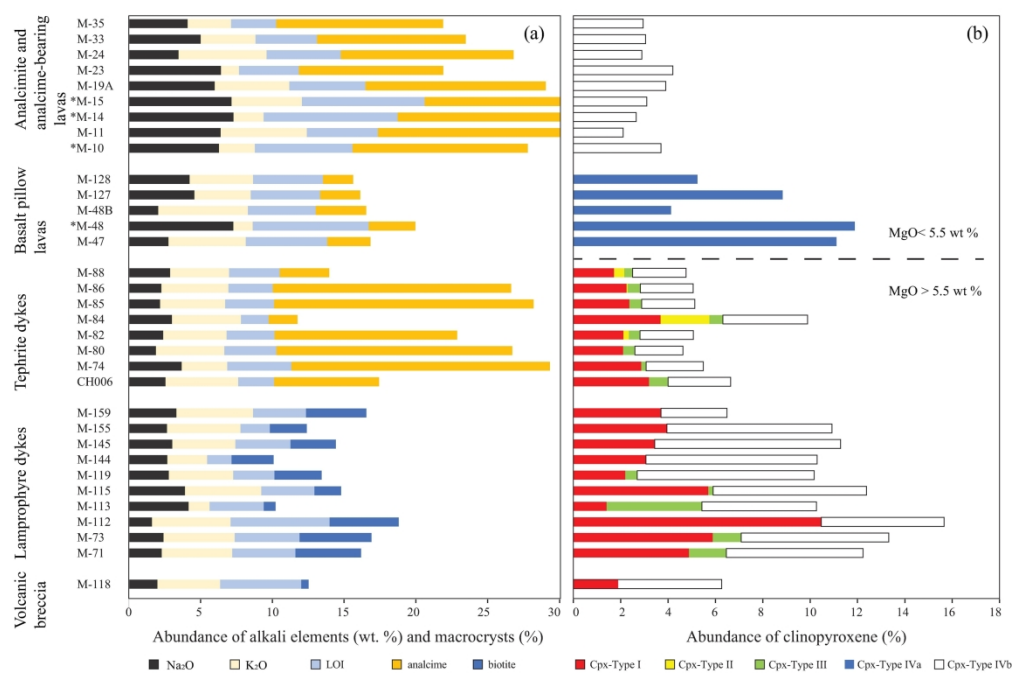 (a)
(b)
Analcimite and
analcime-bearing
lavas
M-35
M-33
M-24
M-23
M-19A
*M-15
*M-14
M-11
*M-10
Basalt pillow
lavas
M-128
M-127
M-48B
*M-48
M-47
MgO< 5.5 wt %
MgO > 5.5 wt %
Tephrite dykes
M-88
M-86
M-85
M-84
M-82
M-80
M-74
CH006
Lamprophyre dykes
M-159
M-155
M-145
M-144
M-119
M-115
M-113
M-112
M-73
M-71
Volcanic
breccia
M-118
0 5 10 15 20 25 30
0 2 4 6 8 10 12 14 16 18
Abundance of alkali elements (wt. %) and macrocrysts (%)
Abundance of clinopyroxene (%)
Na₂O K₂O LOI analcime biotite
Cpx-Type I Cpx-Type II Cpx-Type III Cpx-Type IVa Cpx-Type IVb